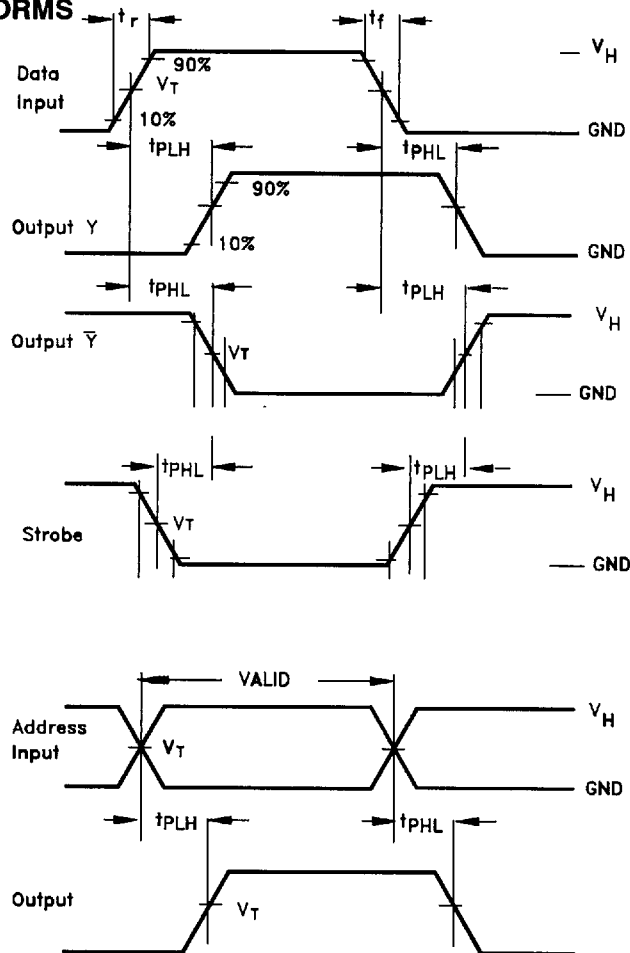 ORMS
tr
tf
VH
90%
Data
Input
VT
10%
GND
tPLH
tPHL
90%
Output Y
10%
GND
tPHL
tPLH
VH
Output Y̅
VT
GND
tPHL
tPLH
VH
Strobe
VT
GND
VALID
VH
Address
Input
VT
GND
tPLH
tPHL
Output
VT